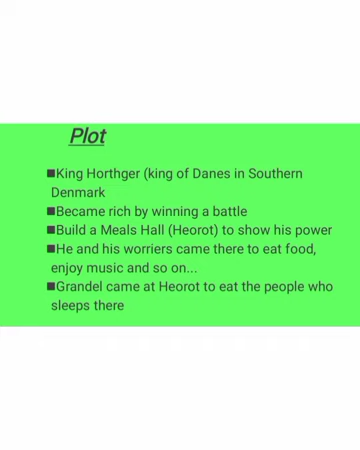 Plot
■King Horthger (king of Danes in Southern
Denmark
■Became rich by winning a battle
■Build a Meals Hall (Heorot) to show his power
■He and his worriers came there to eat food,
enjoy music and so on...
■Grandel came at Heorot to eat the people who
sleeps there